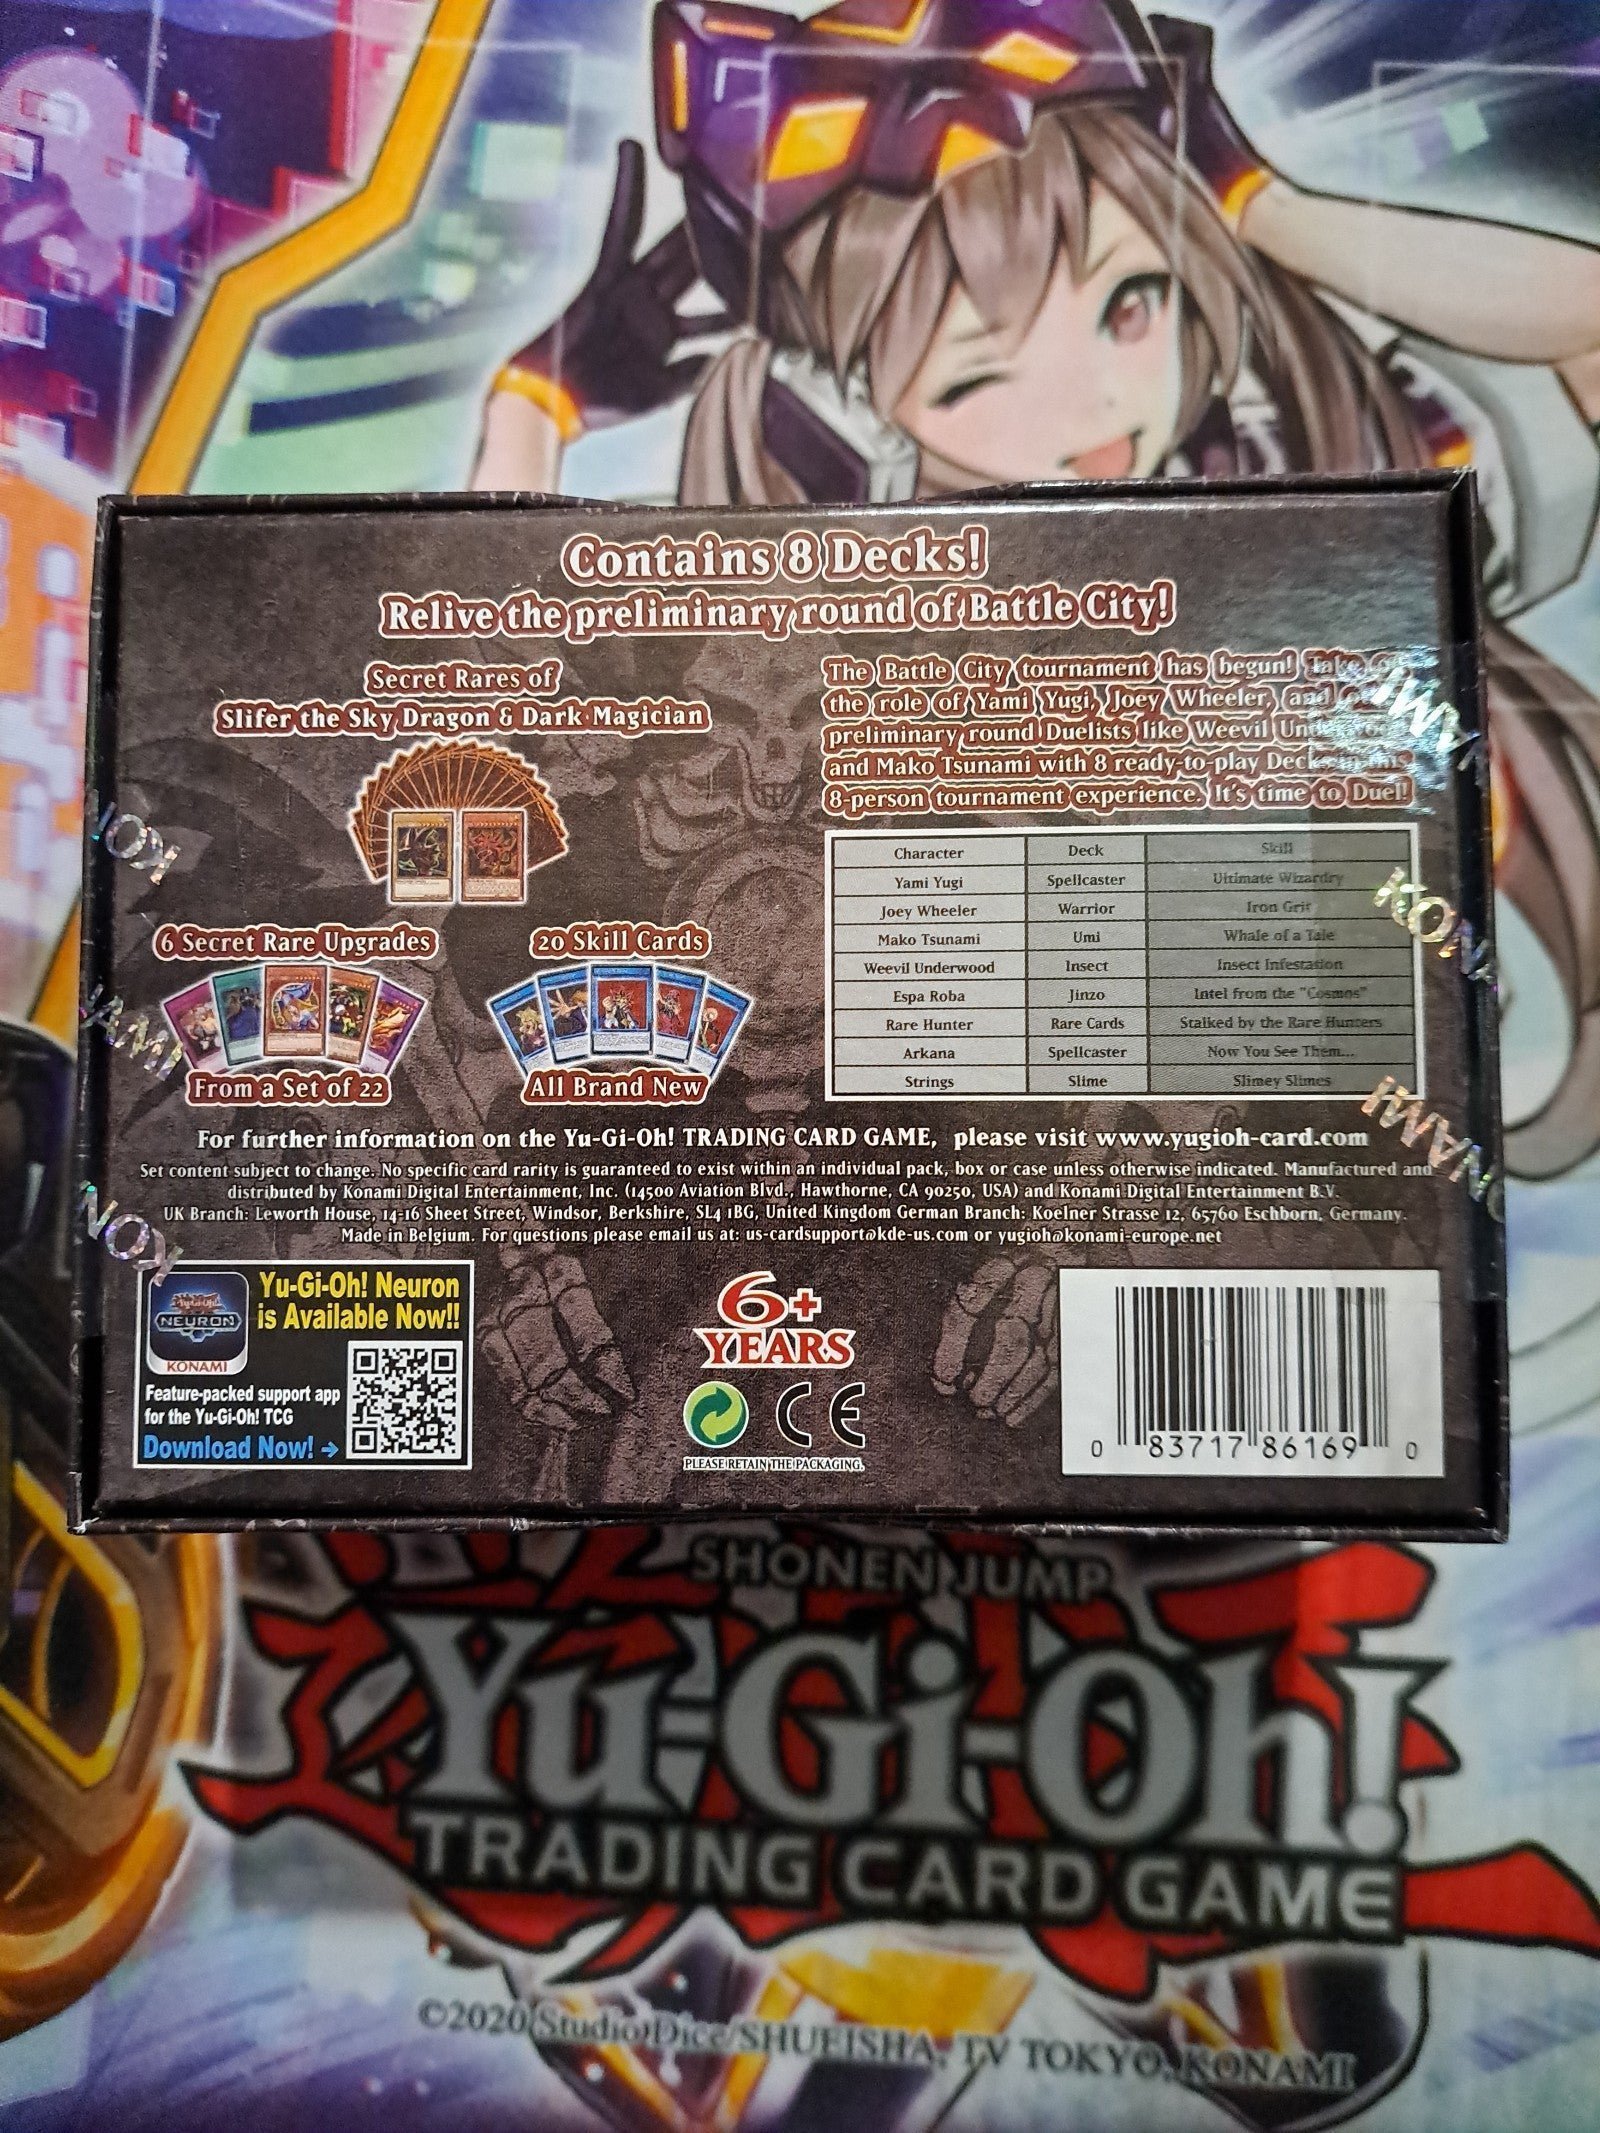 Contains 8 Decks!
Relive the preliminary round of Battle City!
Secret Rares of
Slifer the Sky Dragon & Dark Magician
6 Secret Rare Upgrades
From a Set of 22
20 Skill Cards
All Brand New
The Battle City tournament has begun! Take
the role of Yami Yugi, Joey Wheeler, and
preliminary round Duelists like Weevil Underwood
and Mako Tsunami with 8 ready-to-play Decks in this
8-person tournament experience. It's time to Duel!
Character Deck Skill
Yami Yugi Spellcaster Ultimate Wizardry
Joey Wheeler Warrior Iron Grit
Mako Tsunami Umi Whale of a Tale
Weevil Underwood Insect Insect Infestation
Espa Roba Jinzo Intel from the "Cosmos"
Rare Hunter Rare Cards Stalked by the Rare Hunters
Arkana Spellcaster Now You See Them...
Strings Slime Slimey Slimes
For further information on the Yu-Gi-Oh! TRADING CARD GAME, please visit www.yugioh-card.com
Set content subject to change. No specific card rarity is guaranteed to exist within an individual pack, box or case unless otherwise indicated. Manufactured and
distributed by Konami Digital Entertainment, Inc. (14500 Aviation Blvd., Hawthorne, CA 90250, USA) and Konami Digital Entertainment B.V.
UK Branch: Leworth House, 14-16 Sheet Street, Windsor, Berkshire, SL4 1BG, United Kingdom German Branch: Koelner Strasse 12, 65760 Eschborn, Germany.
Made in Belgium. For questions please email us at: us-cardsupport@kde-us.com or yugioh@konami-europe.net
Yu-Gi-Oh!
NEURON
KONAMI
Yu-Gi-Oh! Neuron
is Available Now!!
Feature-packed support app
for the Yu-Gi-Oh! TCG
Download Now! →
6+
YEARS
CE
PLEASE RETAIN THE PACKAGING.
0 83717 86169 0
KONAMI
KONAMI
SHONEN JUMP
Yu-Gi-Oh!
TRADING CARD GAME
©2020 Studio Dice/SHUEISHA, TV TOKYO, KONAMI